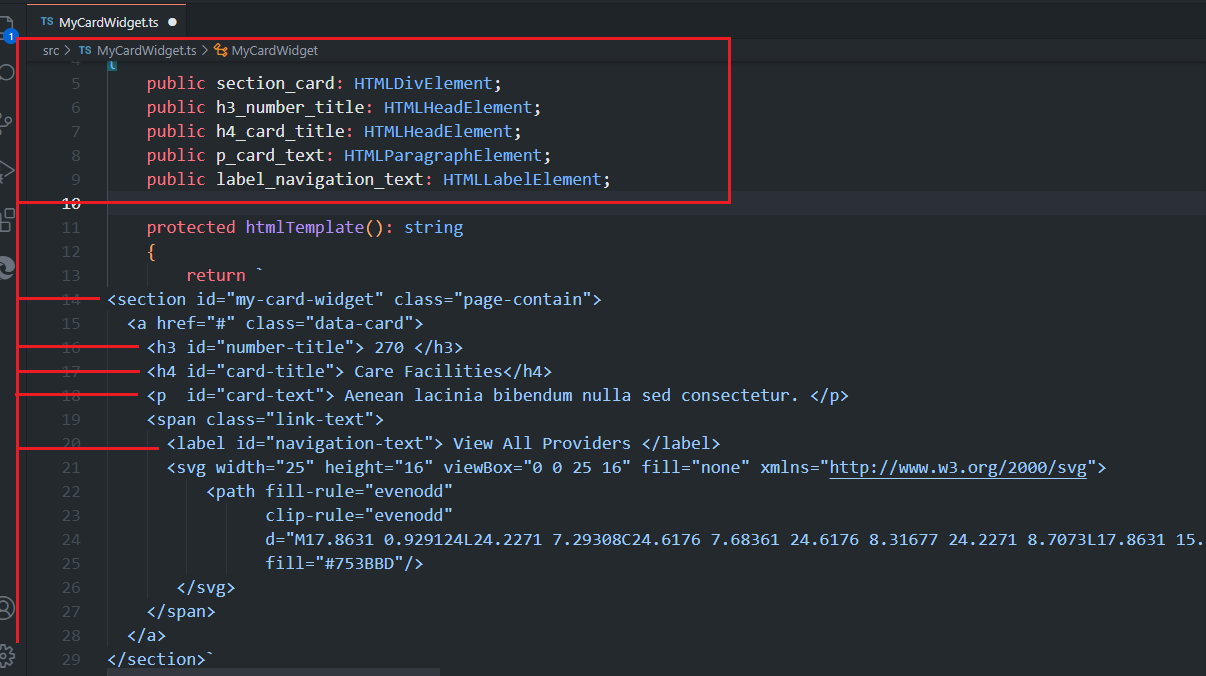 TS MyCardWidget.ts ●
1
src > TS MyCardWidget.ts > MyCardWidget
4 {
5 public section_card: HTMLDivElement;
6 public h3_number_title: HTMLHeadElement;
7 public h4_card_title: HTMLHeadElement;
8 public p_card_text: HTMLParagraphElement;
9 public label_navigation_text: HTMLLabelElement;
10
11 protected htmlTemplate(): string
12 {
13 return `
14 <section id="my-card-widget" class="page-contain">
15 <a href="#" class="data-card">
16 <h3 id="number-title"> 270 </h3>
17 <h4 id="card-title"> Care Facilities</h4>
18 <p  id="card-text"> Aenean lacinia bibendum nulla sed consectetur. </p>
19 <span class="link-text">
20 <label id="navigation-text"> View All Providers </label>
21 <svg width="25" height="16" viewBox="0 0 25 16" fill="none" xmlns="http://www.w3.org/2000/svg">
22 <path fill-rule="evenodd"
23 clip-rule="evenodd"
24 d="M17.8631 0.929124L24.2271 7.29308C24.6176 7.68361 24.6176 8.31677 24.2271 8.7073L17.8631 15.
25 fill="#753BBD"/>
26 </svg>
27 </span>
28 </a>
29 </section>`